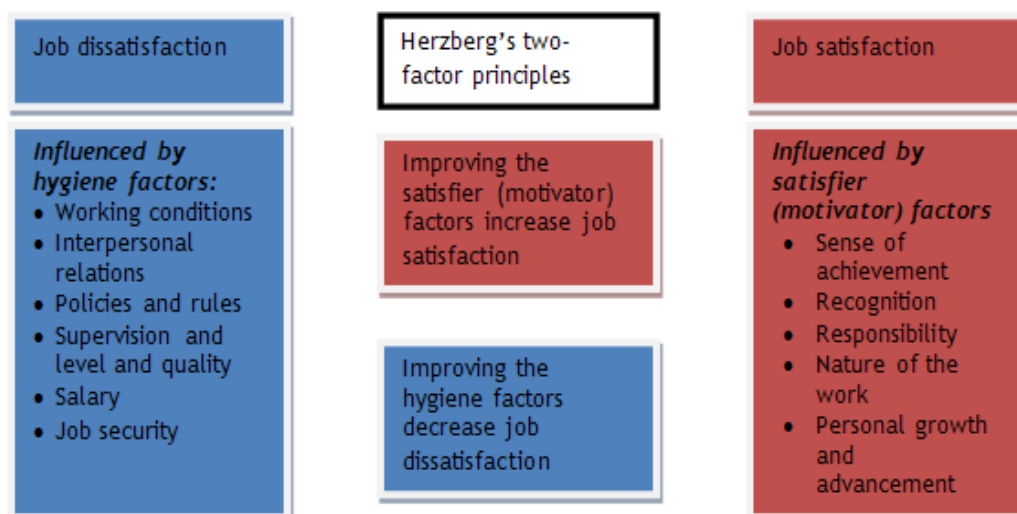 Job dissatisfaction
Influenced by
hygiene factors:
• Working conditions
• Interpersonal
relations
• Policies and rules
• Supervision and
level and quality
• Salary
• Job security
Herzberg's two-
factor principles
Improving the
satisfier (motivator)
factors increase job
satisfaction
Improving the
hygiene factors
decrease job
dissatisfaction
Job satisfaction
Influenced by
satisfier
(motivator) factors
• Sense of
achievement
• Recognition
• Responsibility
• Nature of the
work
• Personal growth
and
advancement